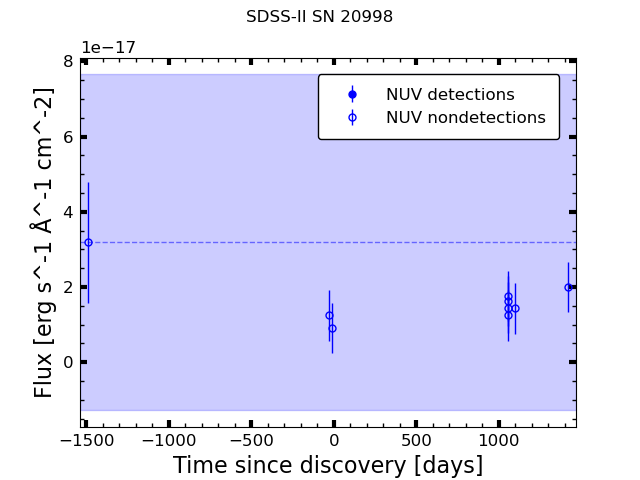 SDSS-II SN 20998
1e−17
NUV detections
NUV nondetections
8
6
4
2
0
Flux [erg s^-1 Å^-1 cm^-2]
−1500 −1000 −500 0 500 1000
Time since discovery [days]